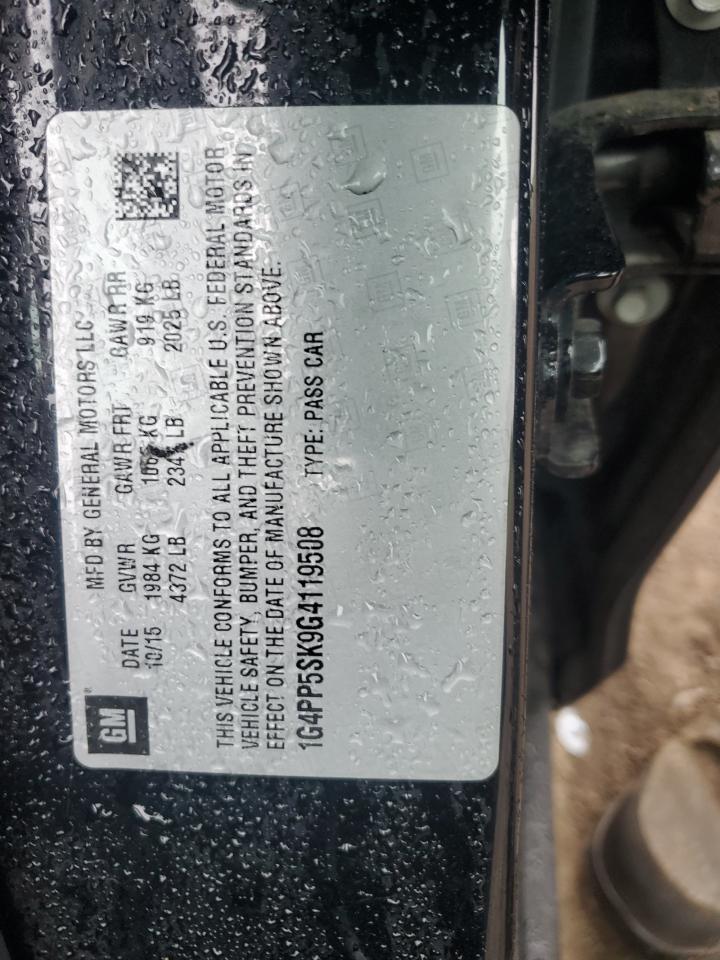 GM ®
MFD BY GENERAL MOTORS LLC
DATE GVWR GAWR FRT GAWR RR
10/15 1984 KG KG 919 KG
4372 LB LB 2025 LB
THIS VEHICLE CONFORMS TO ALL APPLICABLE U.S. FEDERAL MOTOR
VEHICLE SAFETY, BUMPER, AND THEFT PREVENTION STANDARDS IN
EFFECT ON THE DATE OF MANUFACTURE SHOWN ABOVE.
1G4PP5SK9G4119508 TYPE: PASS CAR